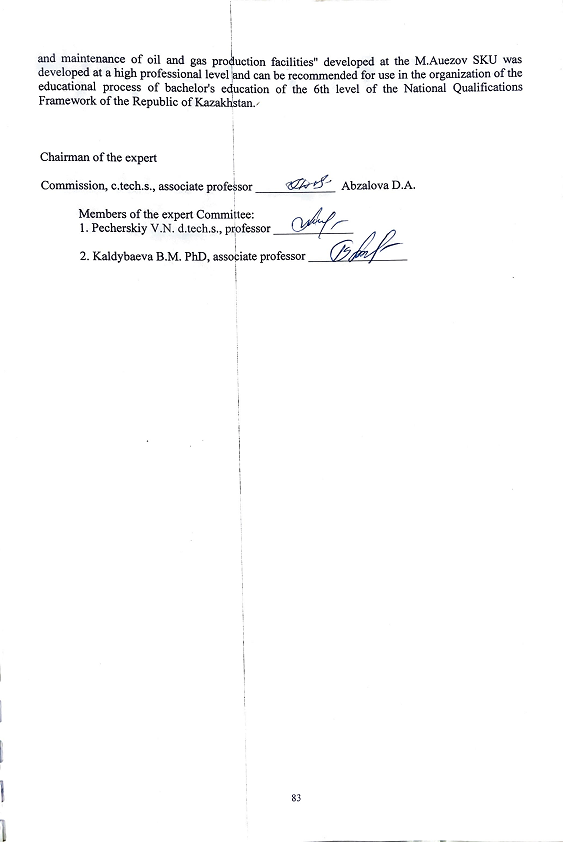 and maintenance of oil and gas production facilities" developed at the M.Auezov SKU was
developed at a high professional level and can be recommended for use in the organization of the
educational process of bachelor's education of the 6th level of the National Qualifications
Framework of the Republic of Kazakhstan.
Chairman of the expert
Commission, c.tech.s., associate professor ____________ Abzalova D.A.
Members of the expert Committee:
1. Pecherskiy V.N. d.tech.s., professor ____________
2. Kaldybaeva B.M. PhD, associate professor ____________
83